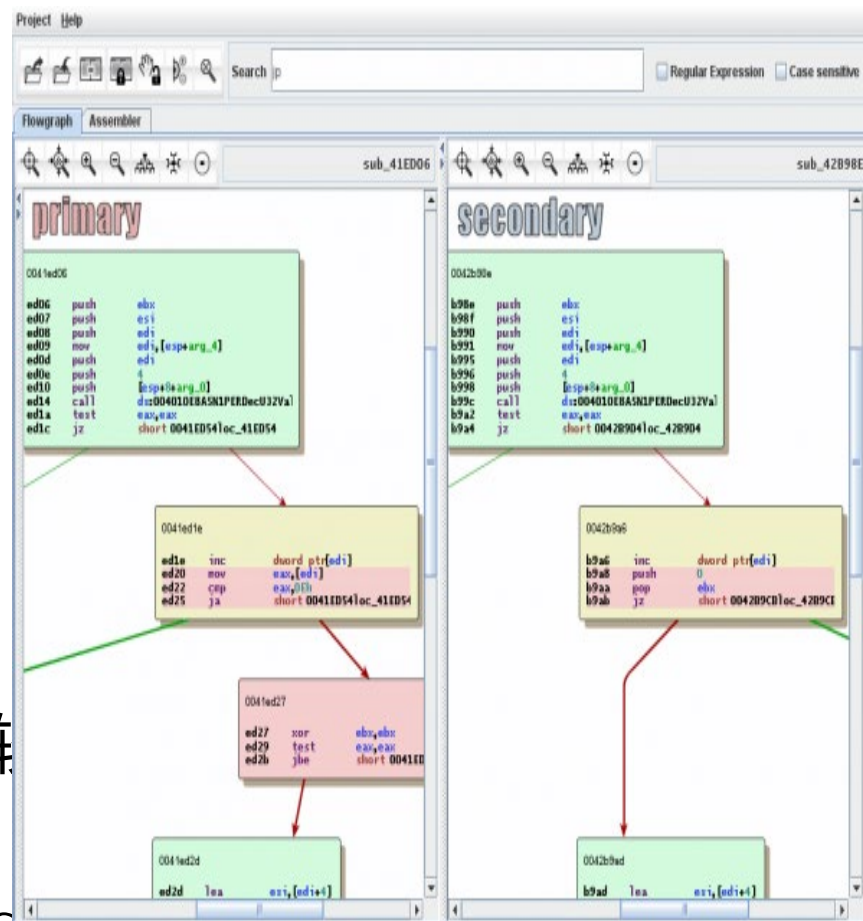 Project Help
Search p
Regular Expression Case sensitive
Flowgraph Assembler
sub_41ED06
sub_42B98E
primary
0041ed06
ed06 push ebx
ed07 push esi
ed08 push edi
ed09 mov edi,[esp+arg_4]
ed0d push edi
ed0e push 4
ed10 push [esp+8+arg_0]
ed14 call ds:004010E8ASN1PERDecU32Val
ed1a test eax,eax
ed1c jz short 0041ED54loc_41ED54
0041ed1e
ed1e inc dword ptr[edi]
ed20 mov eax,[edi]
ed22 cmp eax,0Eh
ed25 ja short 0041ED54loc_41ED54
0041ed27
ed27 xor ebx,ebx
ed29 test eax,eax
ed2b jbe short 0041ED
0041ed2d
ed2d lea esi,[edi+4]
secondary
0042b98e
b98e push ebx
b98f push esi
b990 push edi
b991 mov edi,[esp+arg_4]
b995 push edi
b996 push 4
b998 push [esp+8+arg_0]
b99c call ds:004010E8ASN1PERDecU32Val
b9a2 test eax,eax
b9a4 jz short 0042B9D4loc_42B9D4
0042b9a6
b9a6 inc dword ptr[edi]
b9a8 push 0
b9aa pop ebx
b9ab jz short 0042B9CBloc_42B9CB
0042b9ad
b9ad lea esi,[edi+4]